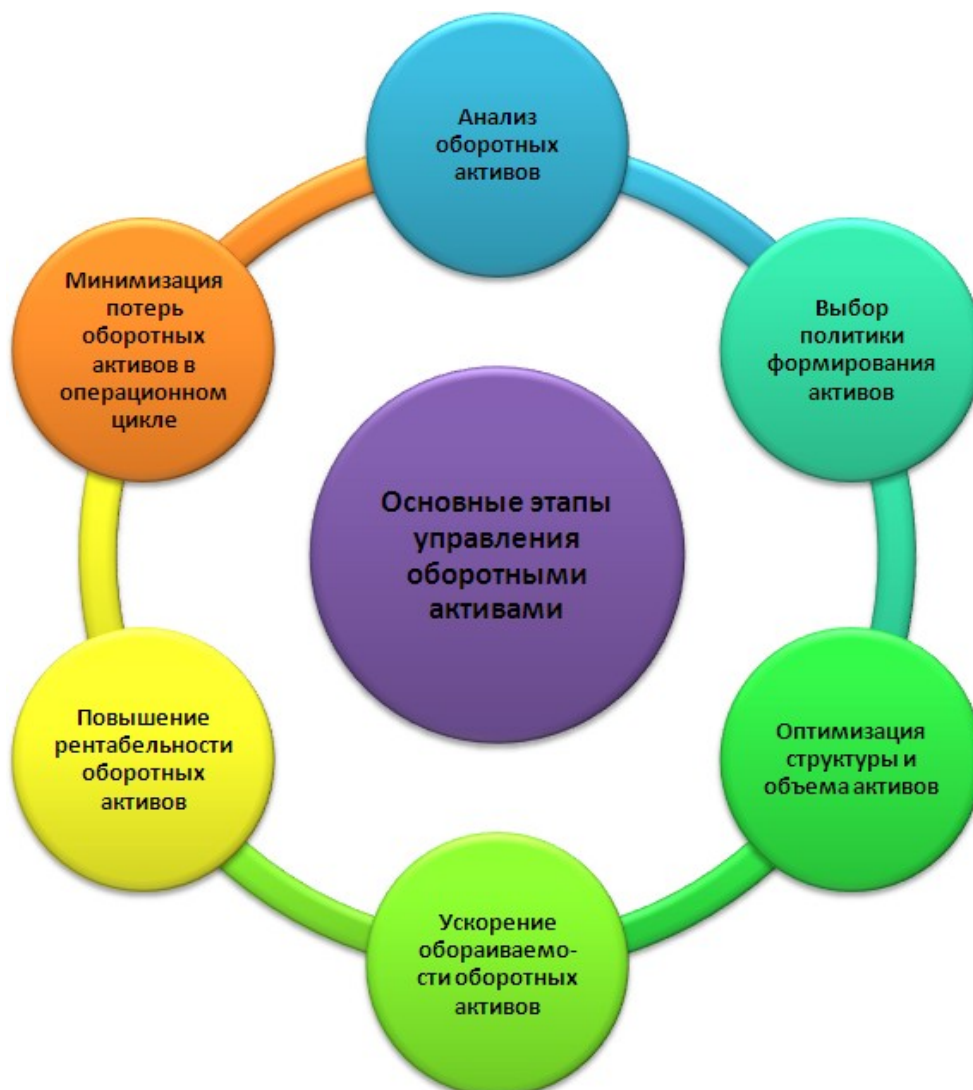 Анализ
оборотных
активов
Выбор
политики
формирования
активов
Оптимизация
структуры и
объема активов
Ускорение
обораиваемо-
сти оборотных
активов
Повышение
рентабельности
оборотных
активов
Минимизация
потерь
оборотных
активов в
операционном
цикле
Основные этапы
управления
оборотными
активами